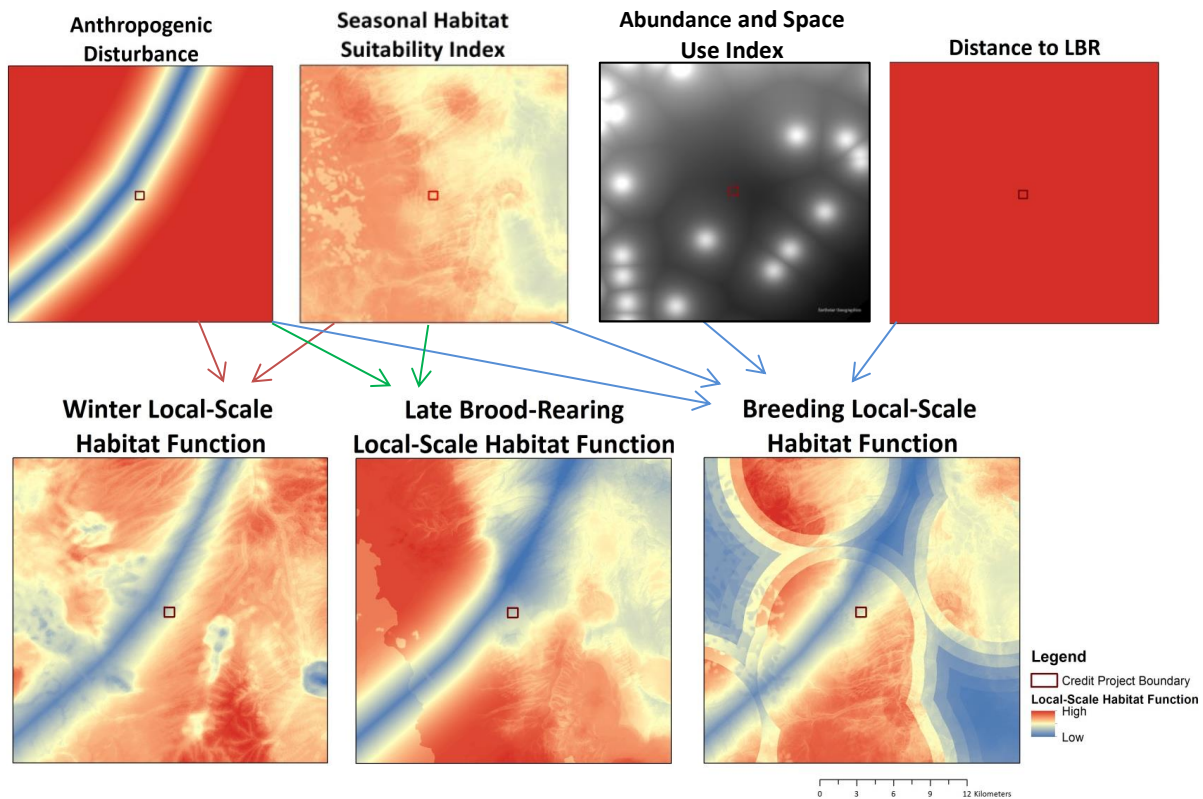 Anthropogenic
Disturbance
Seasonal Habitat
Suitability Index
Abundance and Space
Use Index
Distance to LBR
Winter Local-Scale
Habitat Function
Late Brood-Rearing
Local-Scale Habitat Function
Breeding Local-Scale
Habitat Function
Legend
Credit Project Boundary
Local-Scale Habitat Function
High
Low
0 3 6 9 12 Kilometers